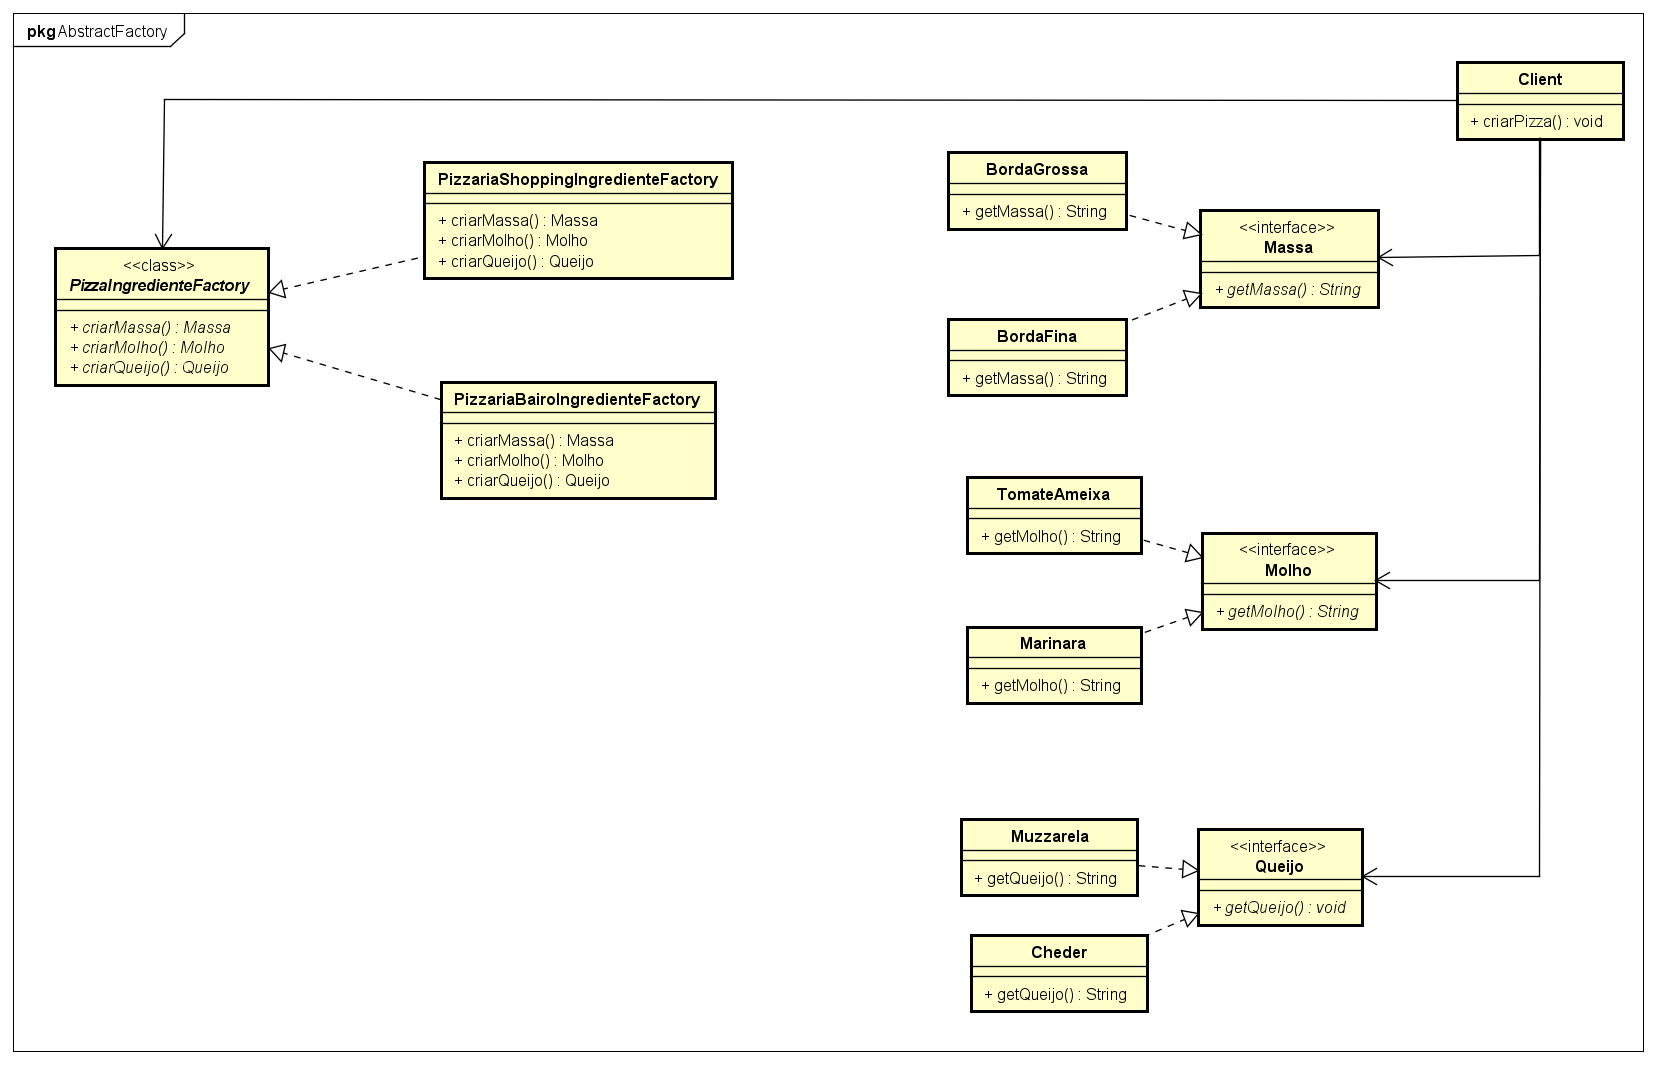 pkg AbstractFactory
Client
+ criarPizza() : void
PizzariaShoppingIngredienteFactory
+ criarMassa() : Massa
+ criarMolho() : Molho
+ criarQueijo() : Queijo
<<class>>
PizzaIngredienteFactory
+ criarMassa() : Massa
+ criarMolho() : Molho
+ criarQueijo() : Queijo
PizzariaBairoIngredienteFactory
+ criarMassa() : Massa
+ criarMolho() : Molho
+ criarQueijo() : Queijo
BordaGrossa
+ getMassa() : String
<<interface>>
Massa
+ getMassa() : String
BordaFina
+ getMassa() : String
TomateAmeixa
+ getMolho() : String
<<interface>>
Molho
+ getMolho() : String
Marinara
+ getMolho() : String
Muzzarela
+ getQueijo() : String
<<interface>>
Queijo
+ getQueijo() : void
Cheder
+ getQueijo() : String